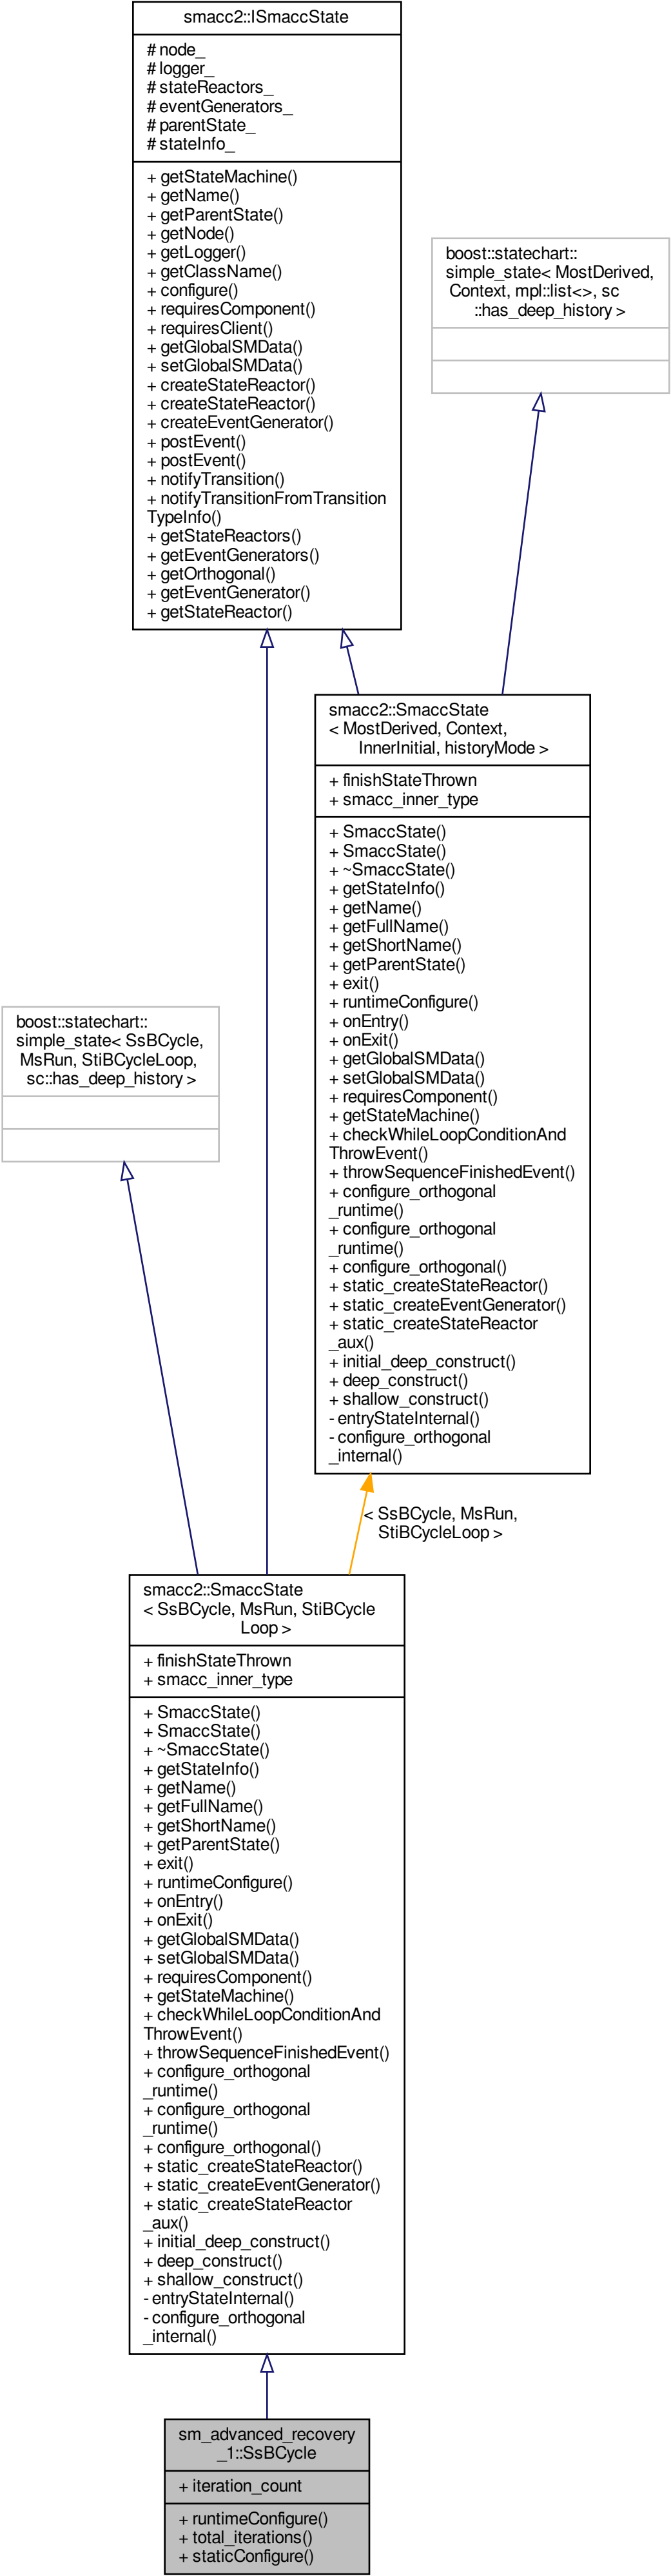 smacc2::ISmaccState
# node_
# logger_
# stateReactors_
# eventGenerators_
# parentState_
# stateInfo_
+ getStateMachine()
+ getName()
+ getParentState()
+ getNode()
+ getLogger()
+ getClassName()
+ configure()
+ requiresComponent()
+ requiresClient()
+ getGlobalSMData()
+ setGlobalSMData()
+ createStateReactor()
+ createStateReactor()
+ createEventGenerator()
+ postEvent()
+ postEvent()
+ notifyTransition()
+ notifyTransitionFromTransition
TypeInfo()
+ getStateReactors()
+ getEventGenerators()
+ getOrthogonal()
+ getEventGenerator()
+ getStateReactor()
boost::statechart::
simple_state< MostDerived,
Context, mpl::list<>, sc
::has_deep_history >
smacc2::SmaccState
< MostDerived, Context,
InnerInitial, historyMode >
+ finishStateThrown
+ smacc_inner_type
+ SmaccState()
+ SmaccState()
+ ~SmaccState()
+ getStateInfo()
+ getName()
+ getFullName()
+ getShortName()
+ getParentState()
+ exit()
+ runtimeConfigure()
+ onEntry()
+ onExit()
+ getGlobalSMData()
+ setGlobalSMData()
+ requiresComponent()
+ getStateMachine()
+ checkWhileLoopConditionAnd
ThrowEvent()
+ throwSequenceFinishedEvent()
+ configure_orthogonal
_runtime()
+ configure_orthogonal
_runtime()
+ configure_orthogonal()
+ static_createStateReactor()
+ static_createEventGenerator()
+ static_createStateReactor
_aux()
+ initial_deep_construct()
+ deep_construct()
+ shallow_construct()
- entryStateInternal()
- configure_orthogonal
_internal()
boost::statechart::
simple_state< SsBCycle,
MsRun, StiBCycleLoop,
sc::has_deep_history >
< SsBCycle, MsRun,
StiBCycleLoop >
smacc2::SmaccState
< SsBCycle, MsRun, StiBCycle
Loop >
+ finishStateThrown
+ smacc_inner_type
+ SmaccState()
+ SmaccState()
+ ~SmaccState()
+ getStateInfo()
+ getName()
+ getFullName()
+ getShortName()
+ getParentState()
+ exit()
+ runtimeConfigure()
+ onEntry()
+ onExit()
+ getGlobalSMData()
+ setGlobalSMData()
+ requiresComponent()
+ getStateMachine()
+ checkWhileLoopConditionAnd
ThrowEvent()
+ throwSequenceFinishedEvent()
+ configure_orthogonal
_runtime()
+ configure_orthogonal
_runtime()
+ configure_orthogonal()
+ static_createStateReactor()
+ static_createEventGenerator()
+ static_createStateReactor
_aux()
+ initial_deep_construct()
+ deep_construct()
+ shallow_construct()
- entryStateInternal()
- configure_orthogonal
_internal()
sm_advanced_recovery
_1::SsBCycle
+ iteration_count
+ runtimeConfigure()
+ total_iterations()
+ staticConfigure()